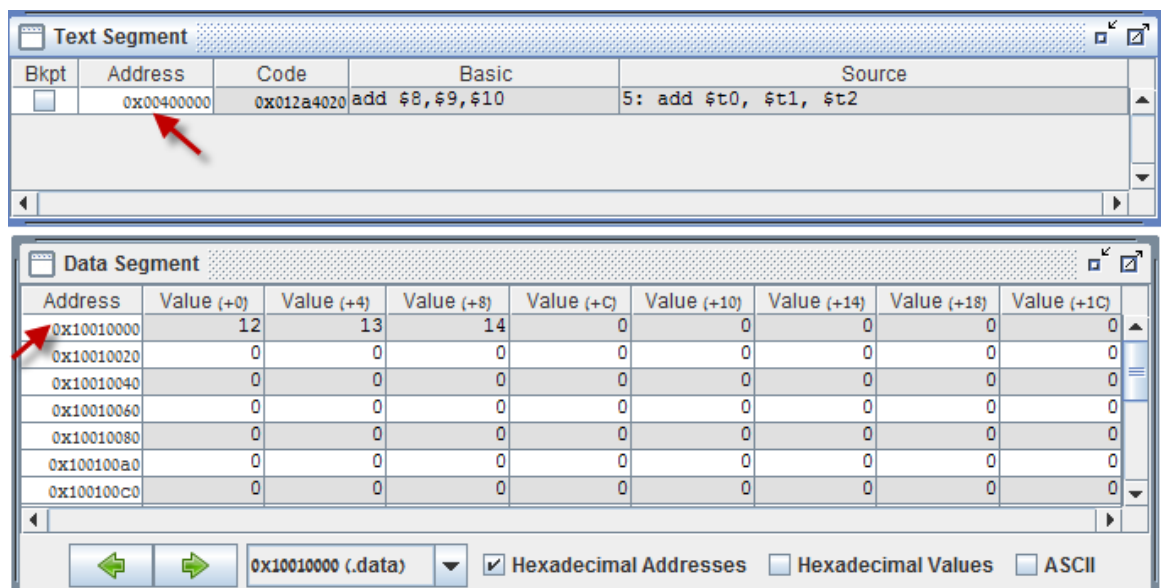 Text Segment
Bkpt Address Code Basic Source
0x00400000 0x012a4020 add $8,$9,$10 5: add $t0, $t1, $t2
Data Segment
Address Value (+0) Value (+4) Value (+8) Value (+C) Value (+10) Value (+14) Value (+18) Value (+1C)
0x10010000 12 13 14 0 0 0 0 0
0x10010020 0 0 0 0 0 0 0 0
0x10010040 0 0 0 0 0 0 0 0
0x10010060 0 0 0 0 0 0 0 0
0x10010080 0 0 0 0 0 0 0 0
0x100100a0 0 0 0 0 0 0 0 0
0x100100c0 0 0 0 0 0 0 0 0
0x10010000 (.data) Hexadecimal Addresses Hexadecimal Values ASCII